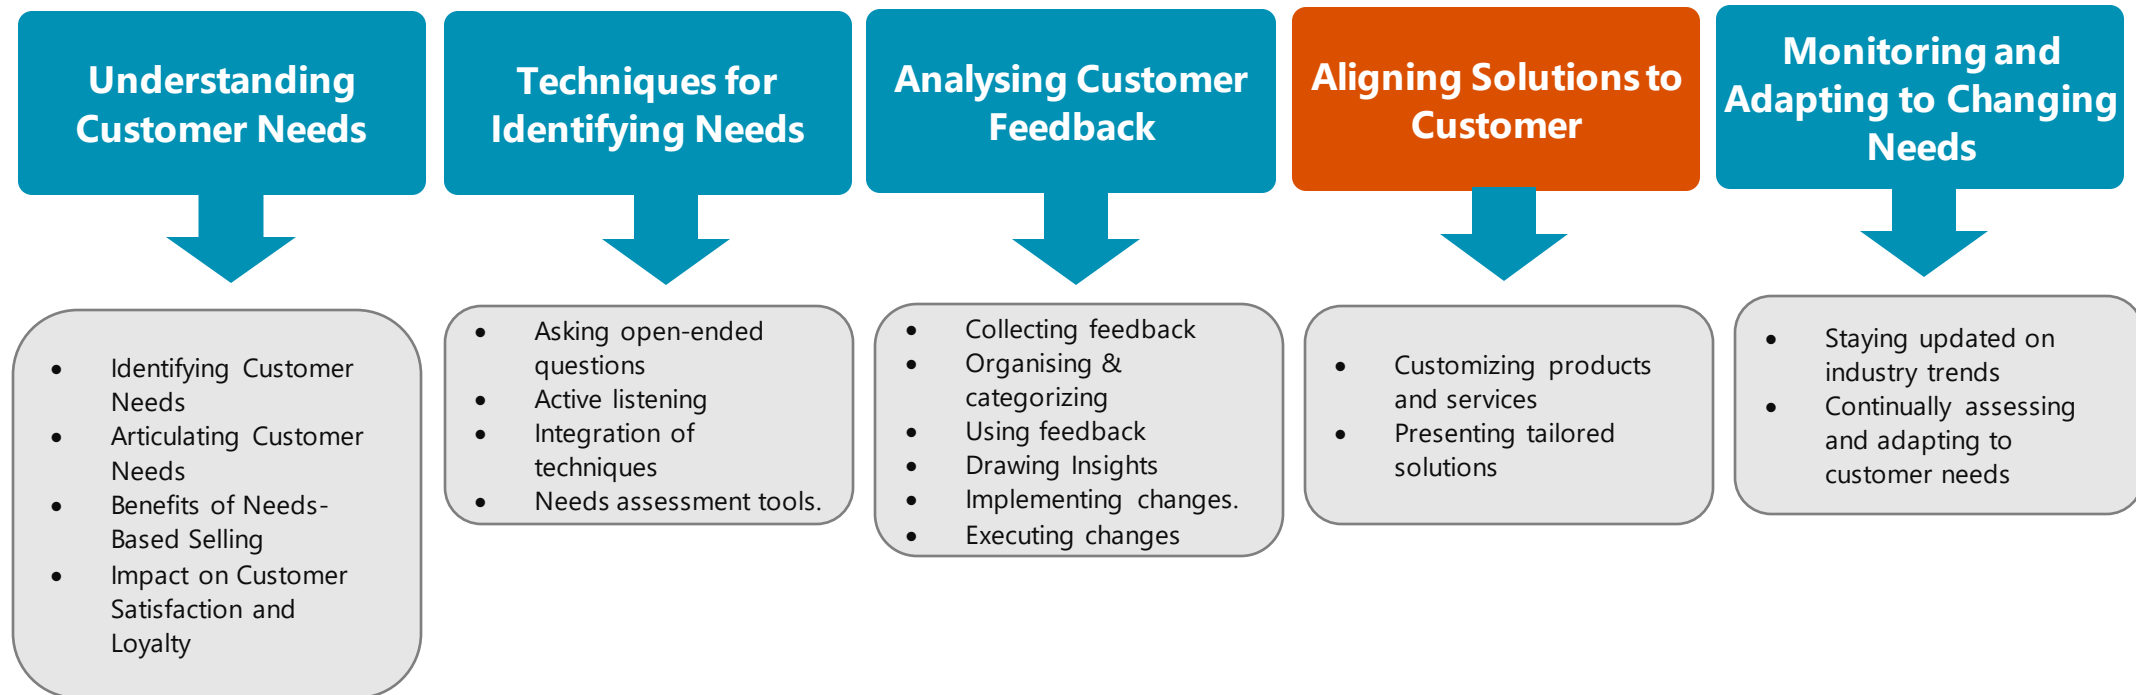 Understanding
Customer Needs
Techniques for
Identifying Needs
Analysing Customer
Feedback
Aligning Solutions to
Customer
Monitoring and
Adapting to Changing
Needs
• Identifying Customer
Needs
• Articulating Customer
Needs
• Benefits of Needs-
Based Selling
• Impact on Customer
Satisfaction and
Loyalty
• Asking open-ended
questions
• Active listening
• Integration of
techniques
• Needs assessment tools.
• Collecting feedback
• Organising &
categorizing
• Using feedback
• Drawing Insights
• Implementing changes.
• Executing changes
• Customizing products
and services
• Presenting tailored
solutions
• Staying updated on
industry trends
• Continually assessing
and adapting to
customer needs